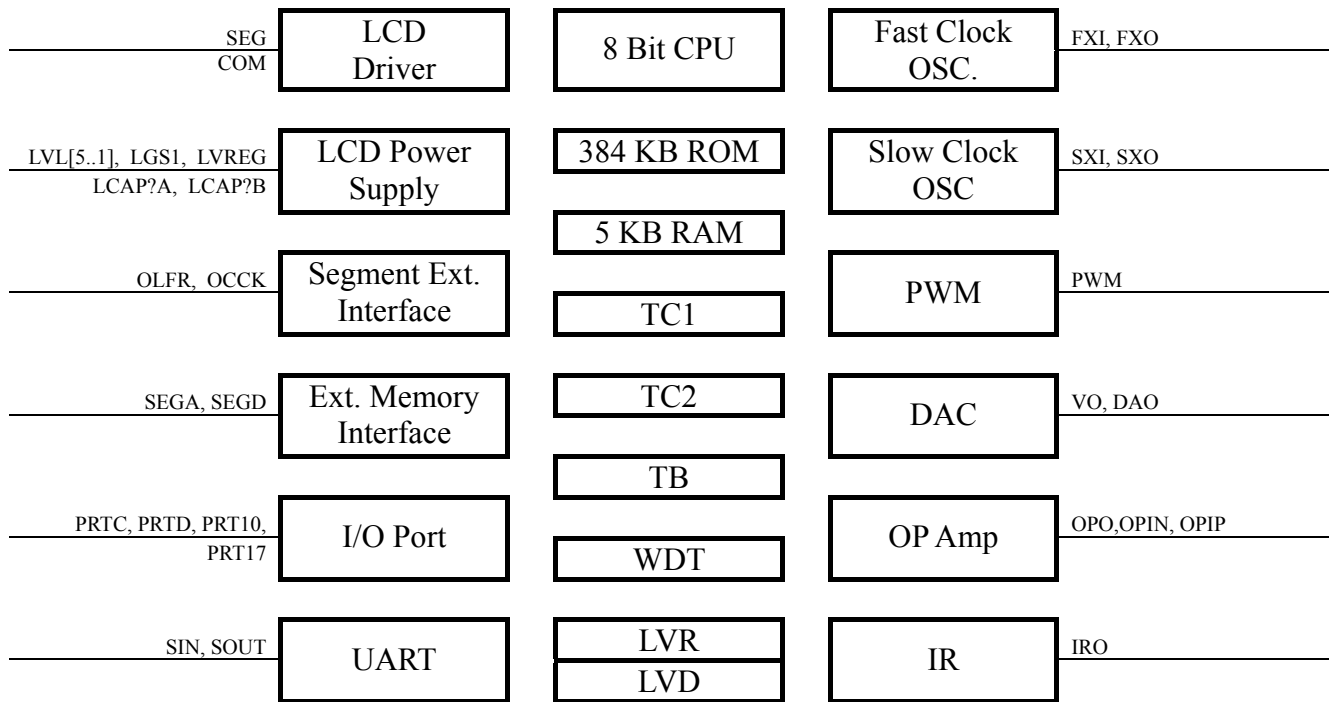 SEG
COM
LCD
Driver
8 Bit CPU
Fast Clock
OSC.
FXI, FXO
LVL[5..1], LGS1, LVREG
LCAP?A, LCAP?B
LCD Power
Supply
384 KB ROM
Slow Clock
OSC
SXI, SXO
5 KB RAM
OLFR, OCCK
Segment Ext.
Interface
TC1
PWM
PWM
SEGA, SEGD
Ext. Memory
Interface
TC2
DAC
VO, DAO
TB
PRTC, PRTD, PRT10,
PRT17
I/O Port
WDT
OP Amp
OPO,OPIN, OPIP
SIN, SOUT
UART
LVR
LVD
IR
IRO